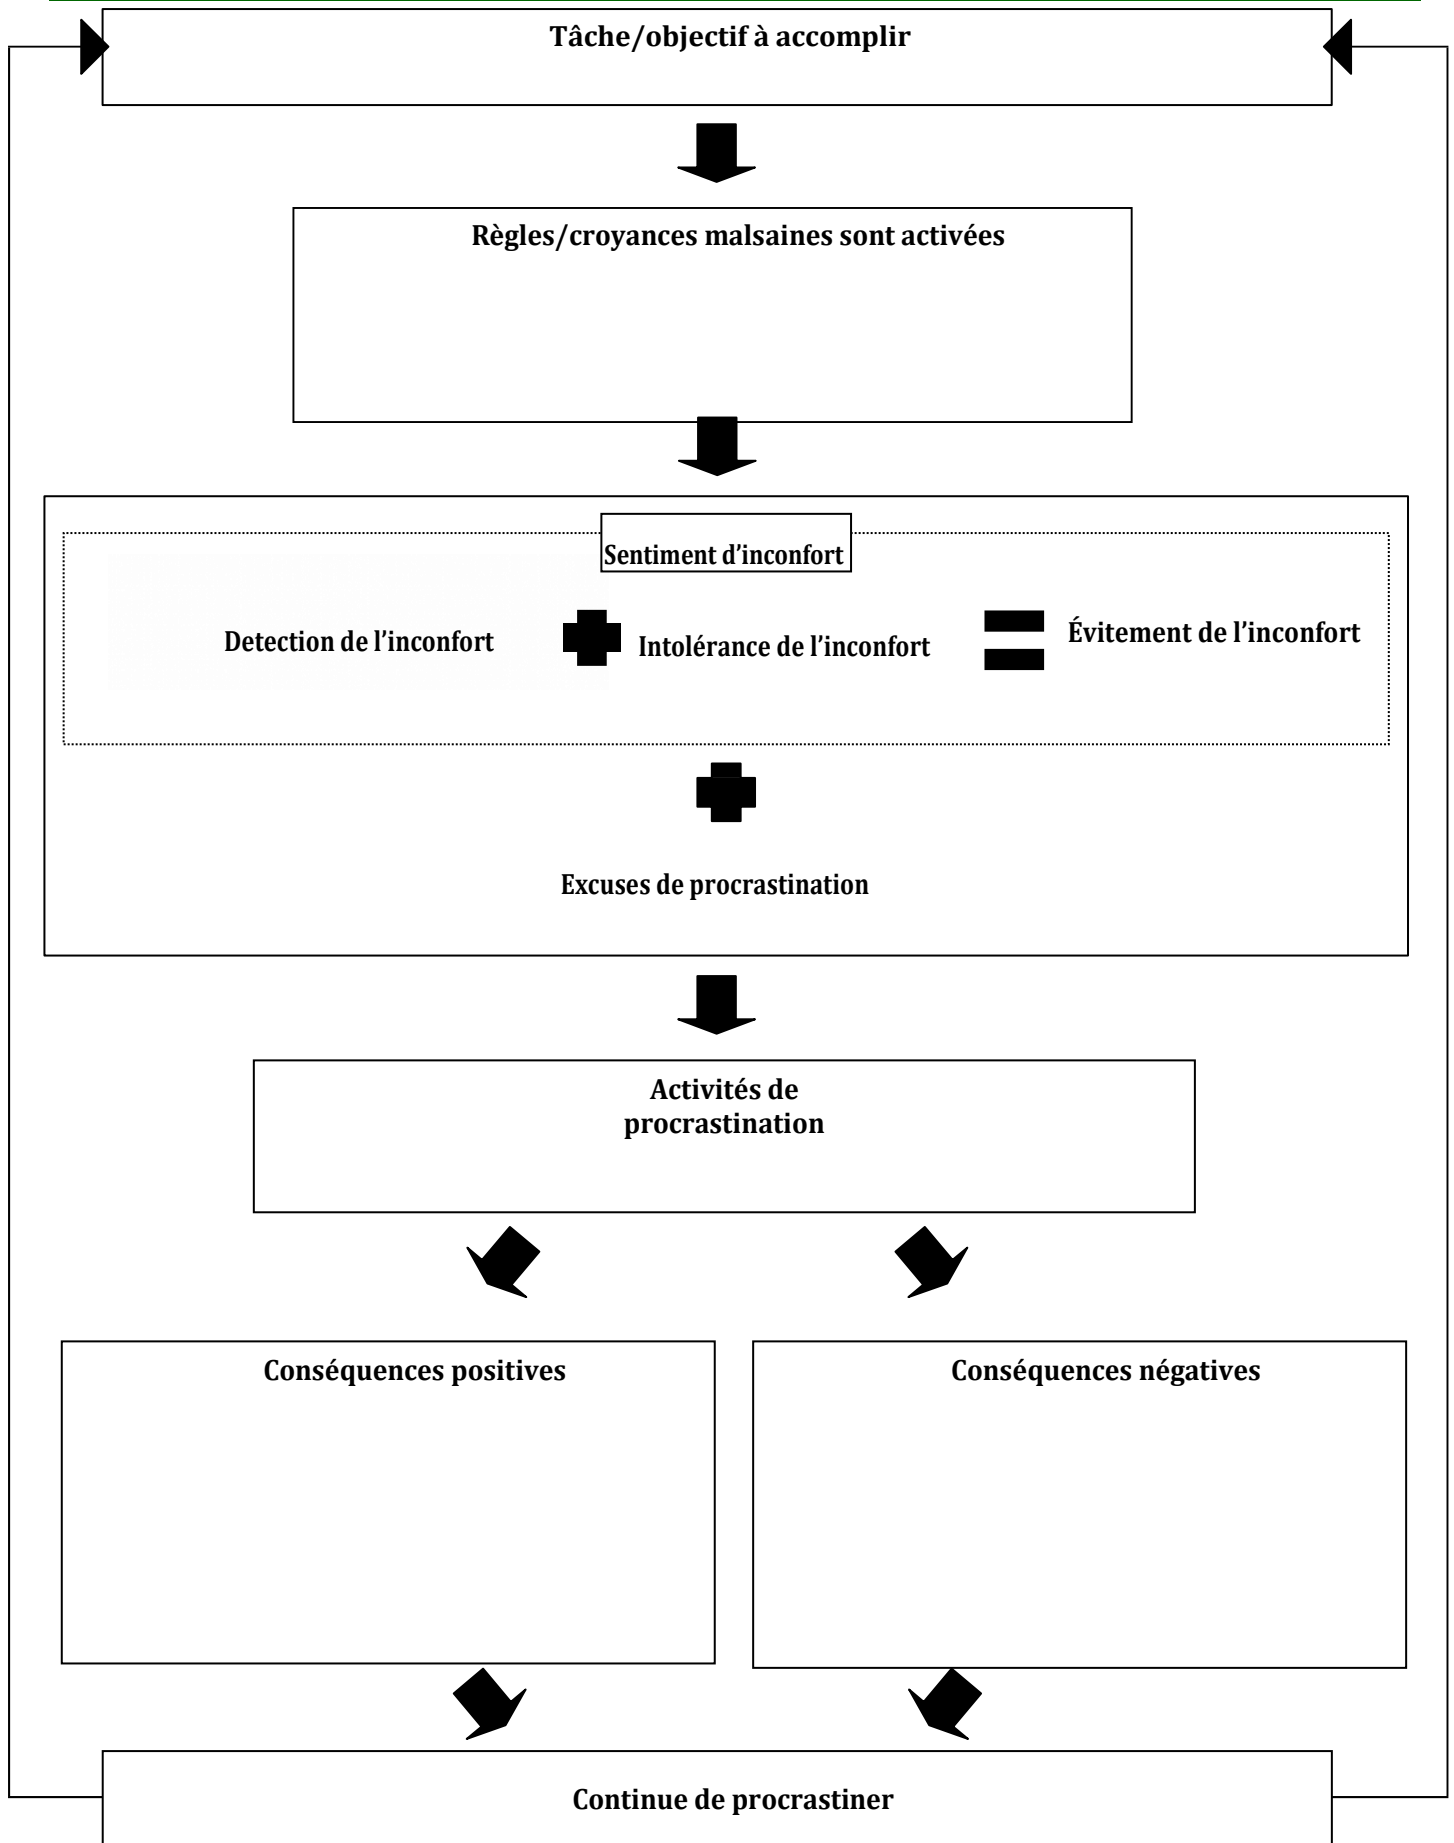 Tâche/objectif à accomplir
Règles/croyances malsaines sont activées
Sentiment d'inconfort
Detection de l'inconfort
Intolérance de l'inconfort
Évitement de l'inconfort
Excuses de procrastination
Activités de
procrastination
Conséquences positives
Conséquences négatives
Continue de procrastiner